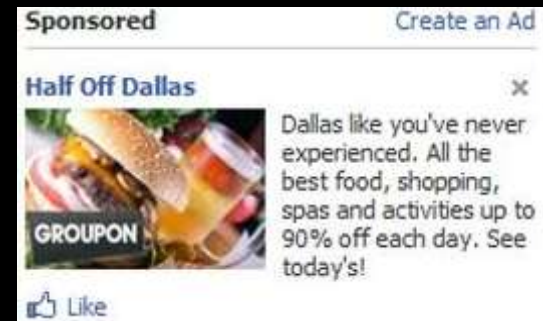 Sponsored Create an Ad
Half Off Dallas
Dallas like you've never
experienced. All the
best food, shopping,
spas and activities up to
90% off each day. See
today's!
GROUPON
Like